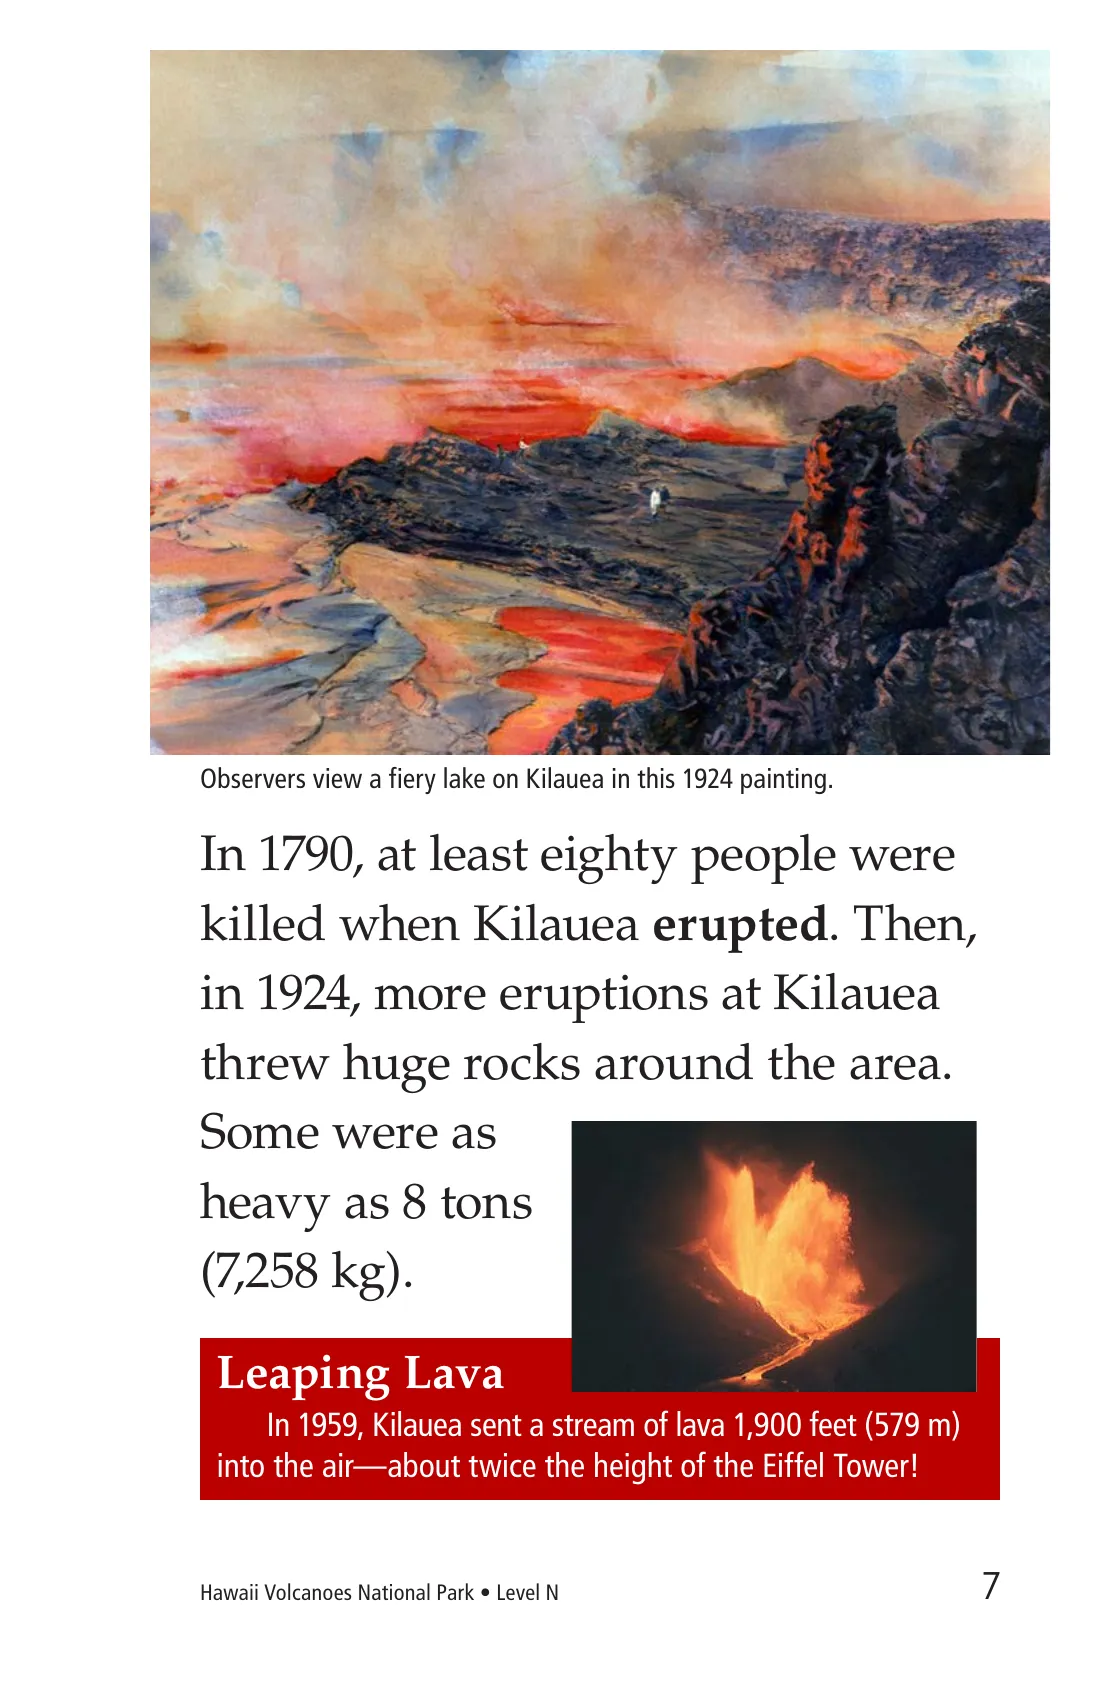 Observers view a fiery lake on Kilauea in this 1924 painting.
In 1790, at least eighty people were
killed when Kilauea erupted. Then,
in 1924, more eruptions at Kilauea
threw huge rocks around the area.
Some were as
heavy as 8 tons
(7,258 kg).
Leaping Lava
In 1959, Kilauea sent a stream of lava 1,900 feet (579 m)
into the air—about twice the height of the Eiffel Tower!
Hawaii Volcanoes National Park • Level N
7